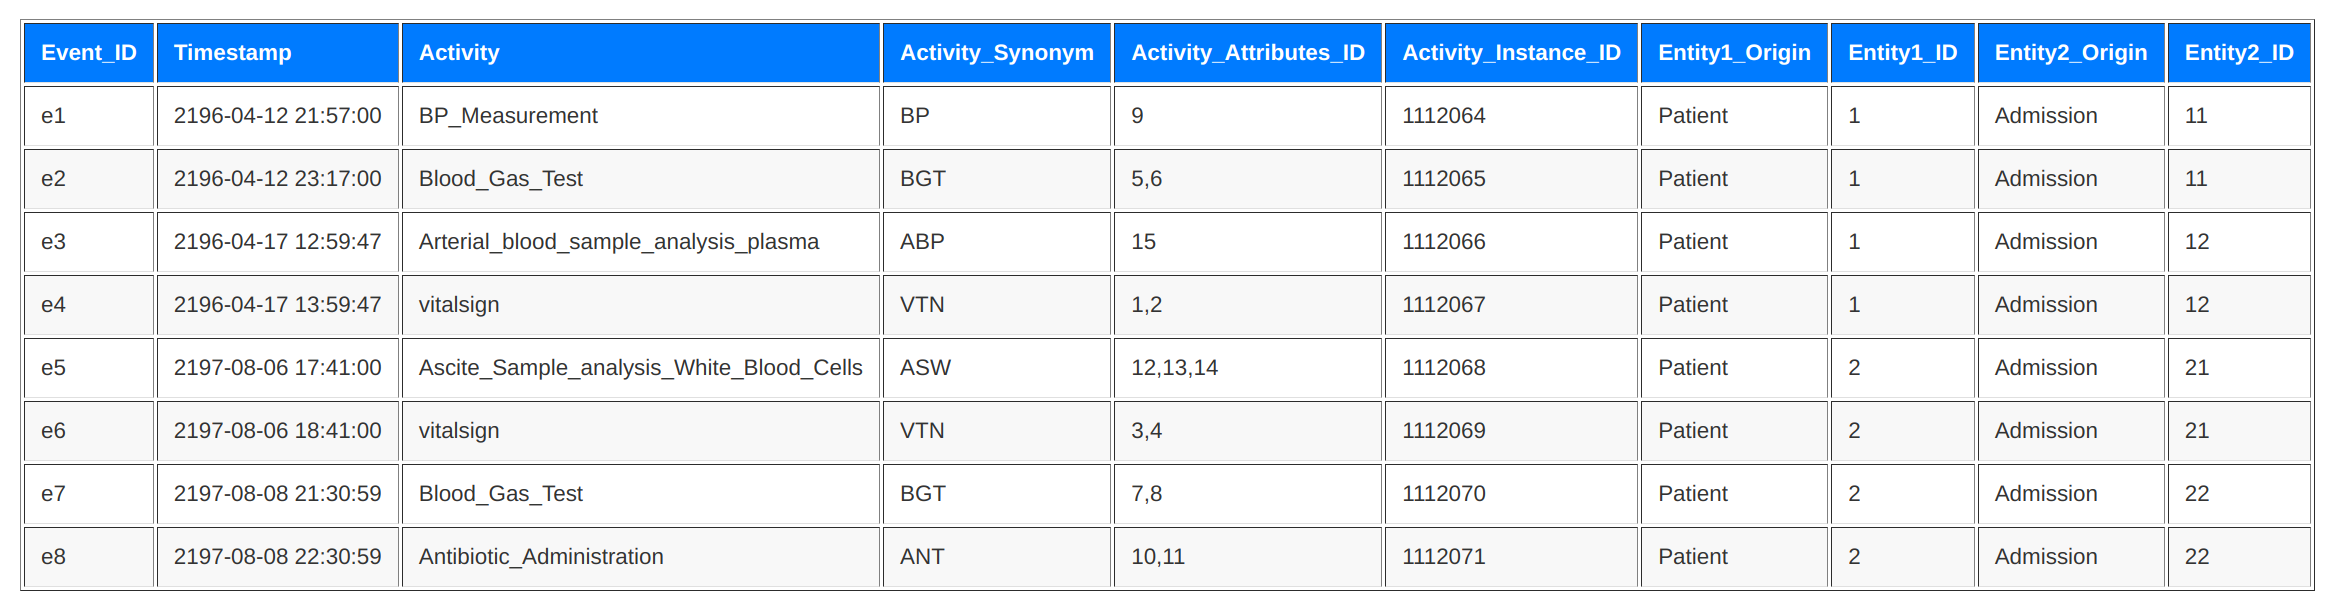 Event_ID Timestamp Activity Activity_Synonym Activity_Attributes_ID Activity_Instance_ID Entity1_Origin Entity1_ID Entity2_Origin Entity2_ID
e1 2196-04-12 21:57:00 BP_Measurement BP 9 1112064 Patient 1 Admission 11
e2 2196-04-12 23:17:00 Blood_Gas_Test BGT 5,6 1112065 Patient 1 Admission 11
e3 2196-04-17 12:59:47 Arterial_blood_sample_analysis_plasma ABP 15 1112066 Patient 1 Admission 12
e4 2196-04-17 13:59:47 vitalsign VTN 1,2 1112067 Patient 1 Admission 12
e5 2197-08-06 17:41:00 Ascite_Sample_analysis_White_Blood_Cells ASW 12,13,14 1112068 Patient 2 Admission 21
e6 2197-08-06 18:41:00 vitalsign VTN 3,4 1112069 Patient 2 Admission 21
e7 2197-08-08 21:30:59 Blood_Gas_Test BGT 7,8 1112070 Patient 2 Admission 22
e8 2197-08-08 22:30:59 Antibiotic_Administration ANT 10,11 1112071 Patient 2 Admission 22